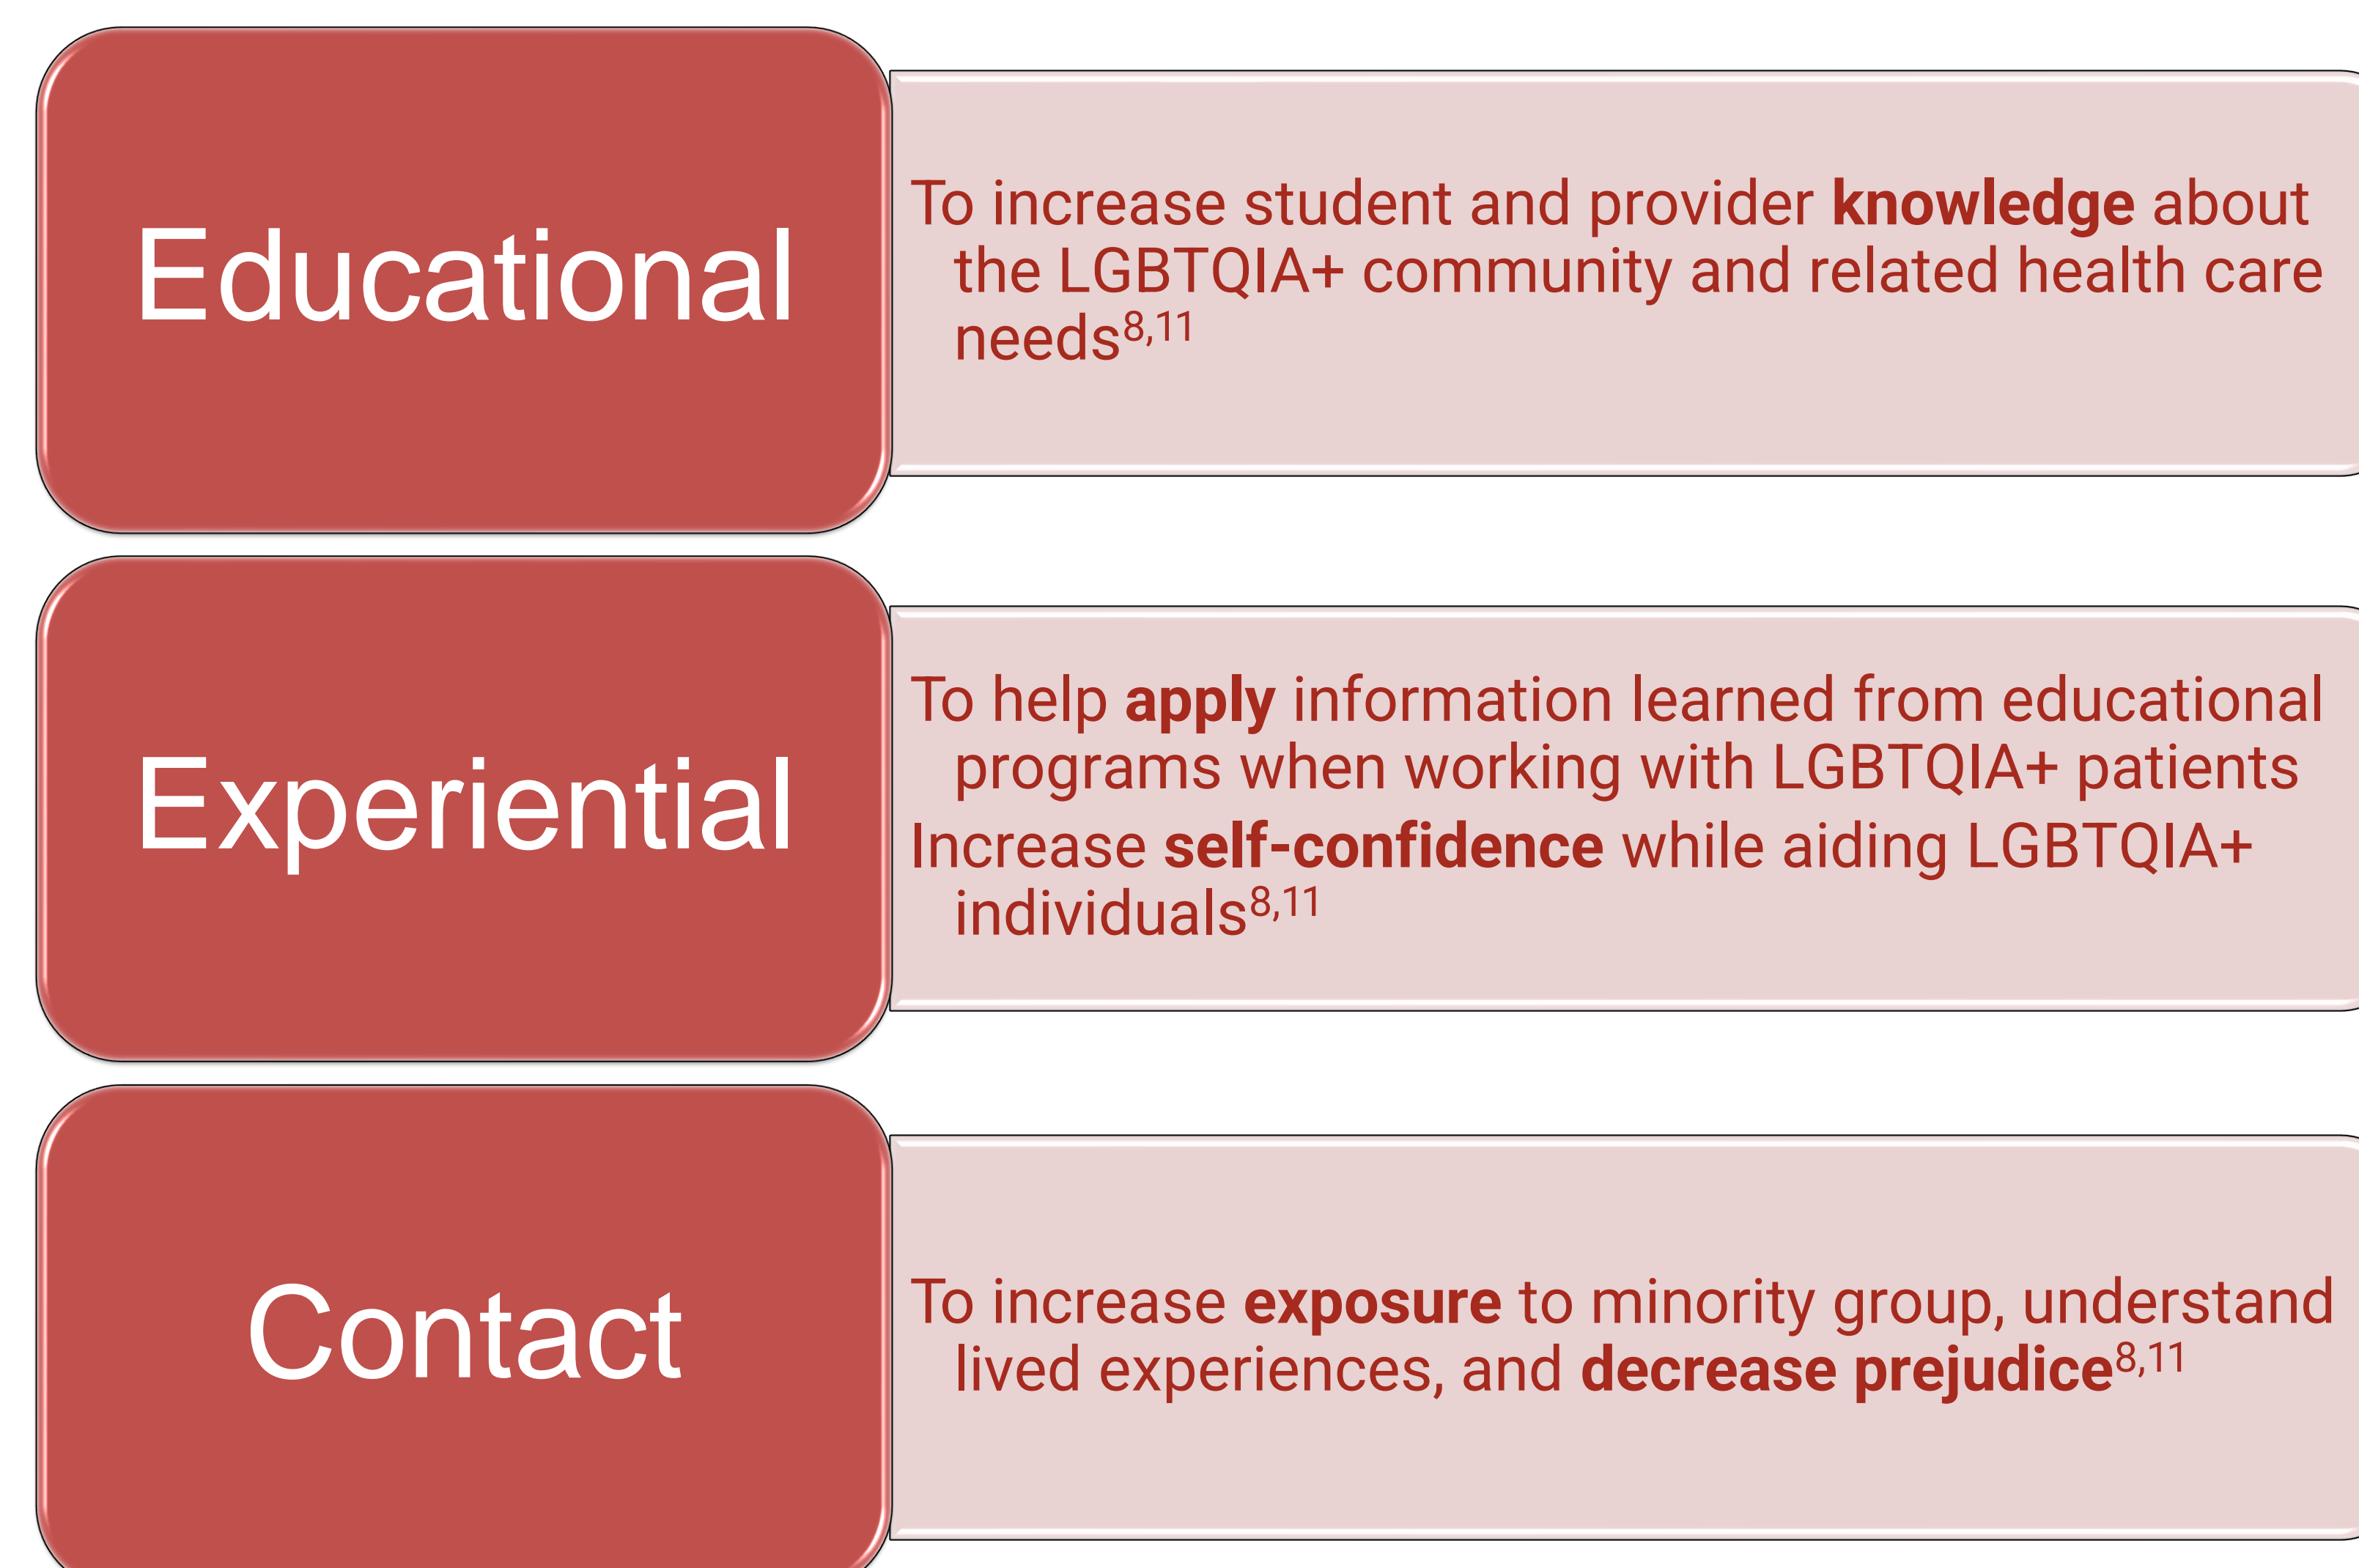 Educational
To increase student and provider knowledge about
the LGBTQIA+ community and related health care
needs8,11
Experiential
To help apply information learned from educational
programs when working with LGBTQIA+ patients
Increase self-confidence while aiding LGBTQIA+
individuals8,11
Contact
To increase exposure to minority group, understand
lived experiences, and decrease prejudice8,11